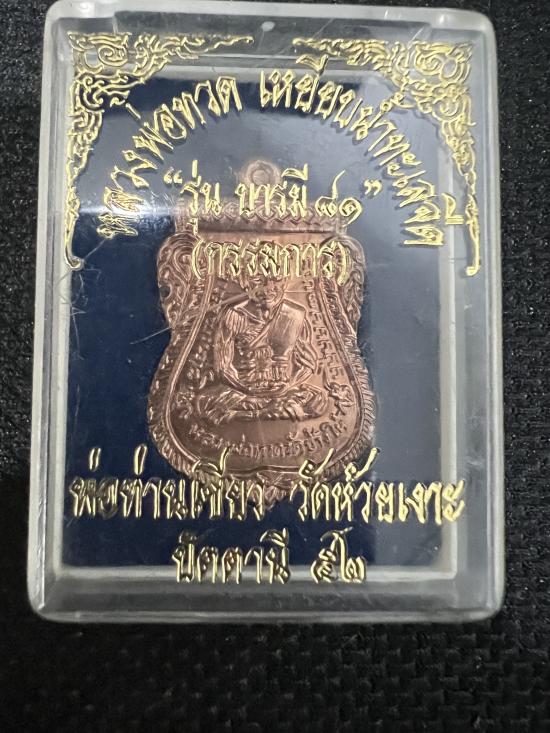 หลวงพ่อทวด เหยียบน้ำทะเลจืด
"รุ่น บารมี ๘๑"
(กรรมการ)
พ่อท่านเขียว วัดห้วยเงาะ
ปัตตานี ๕๒